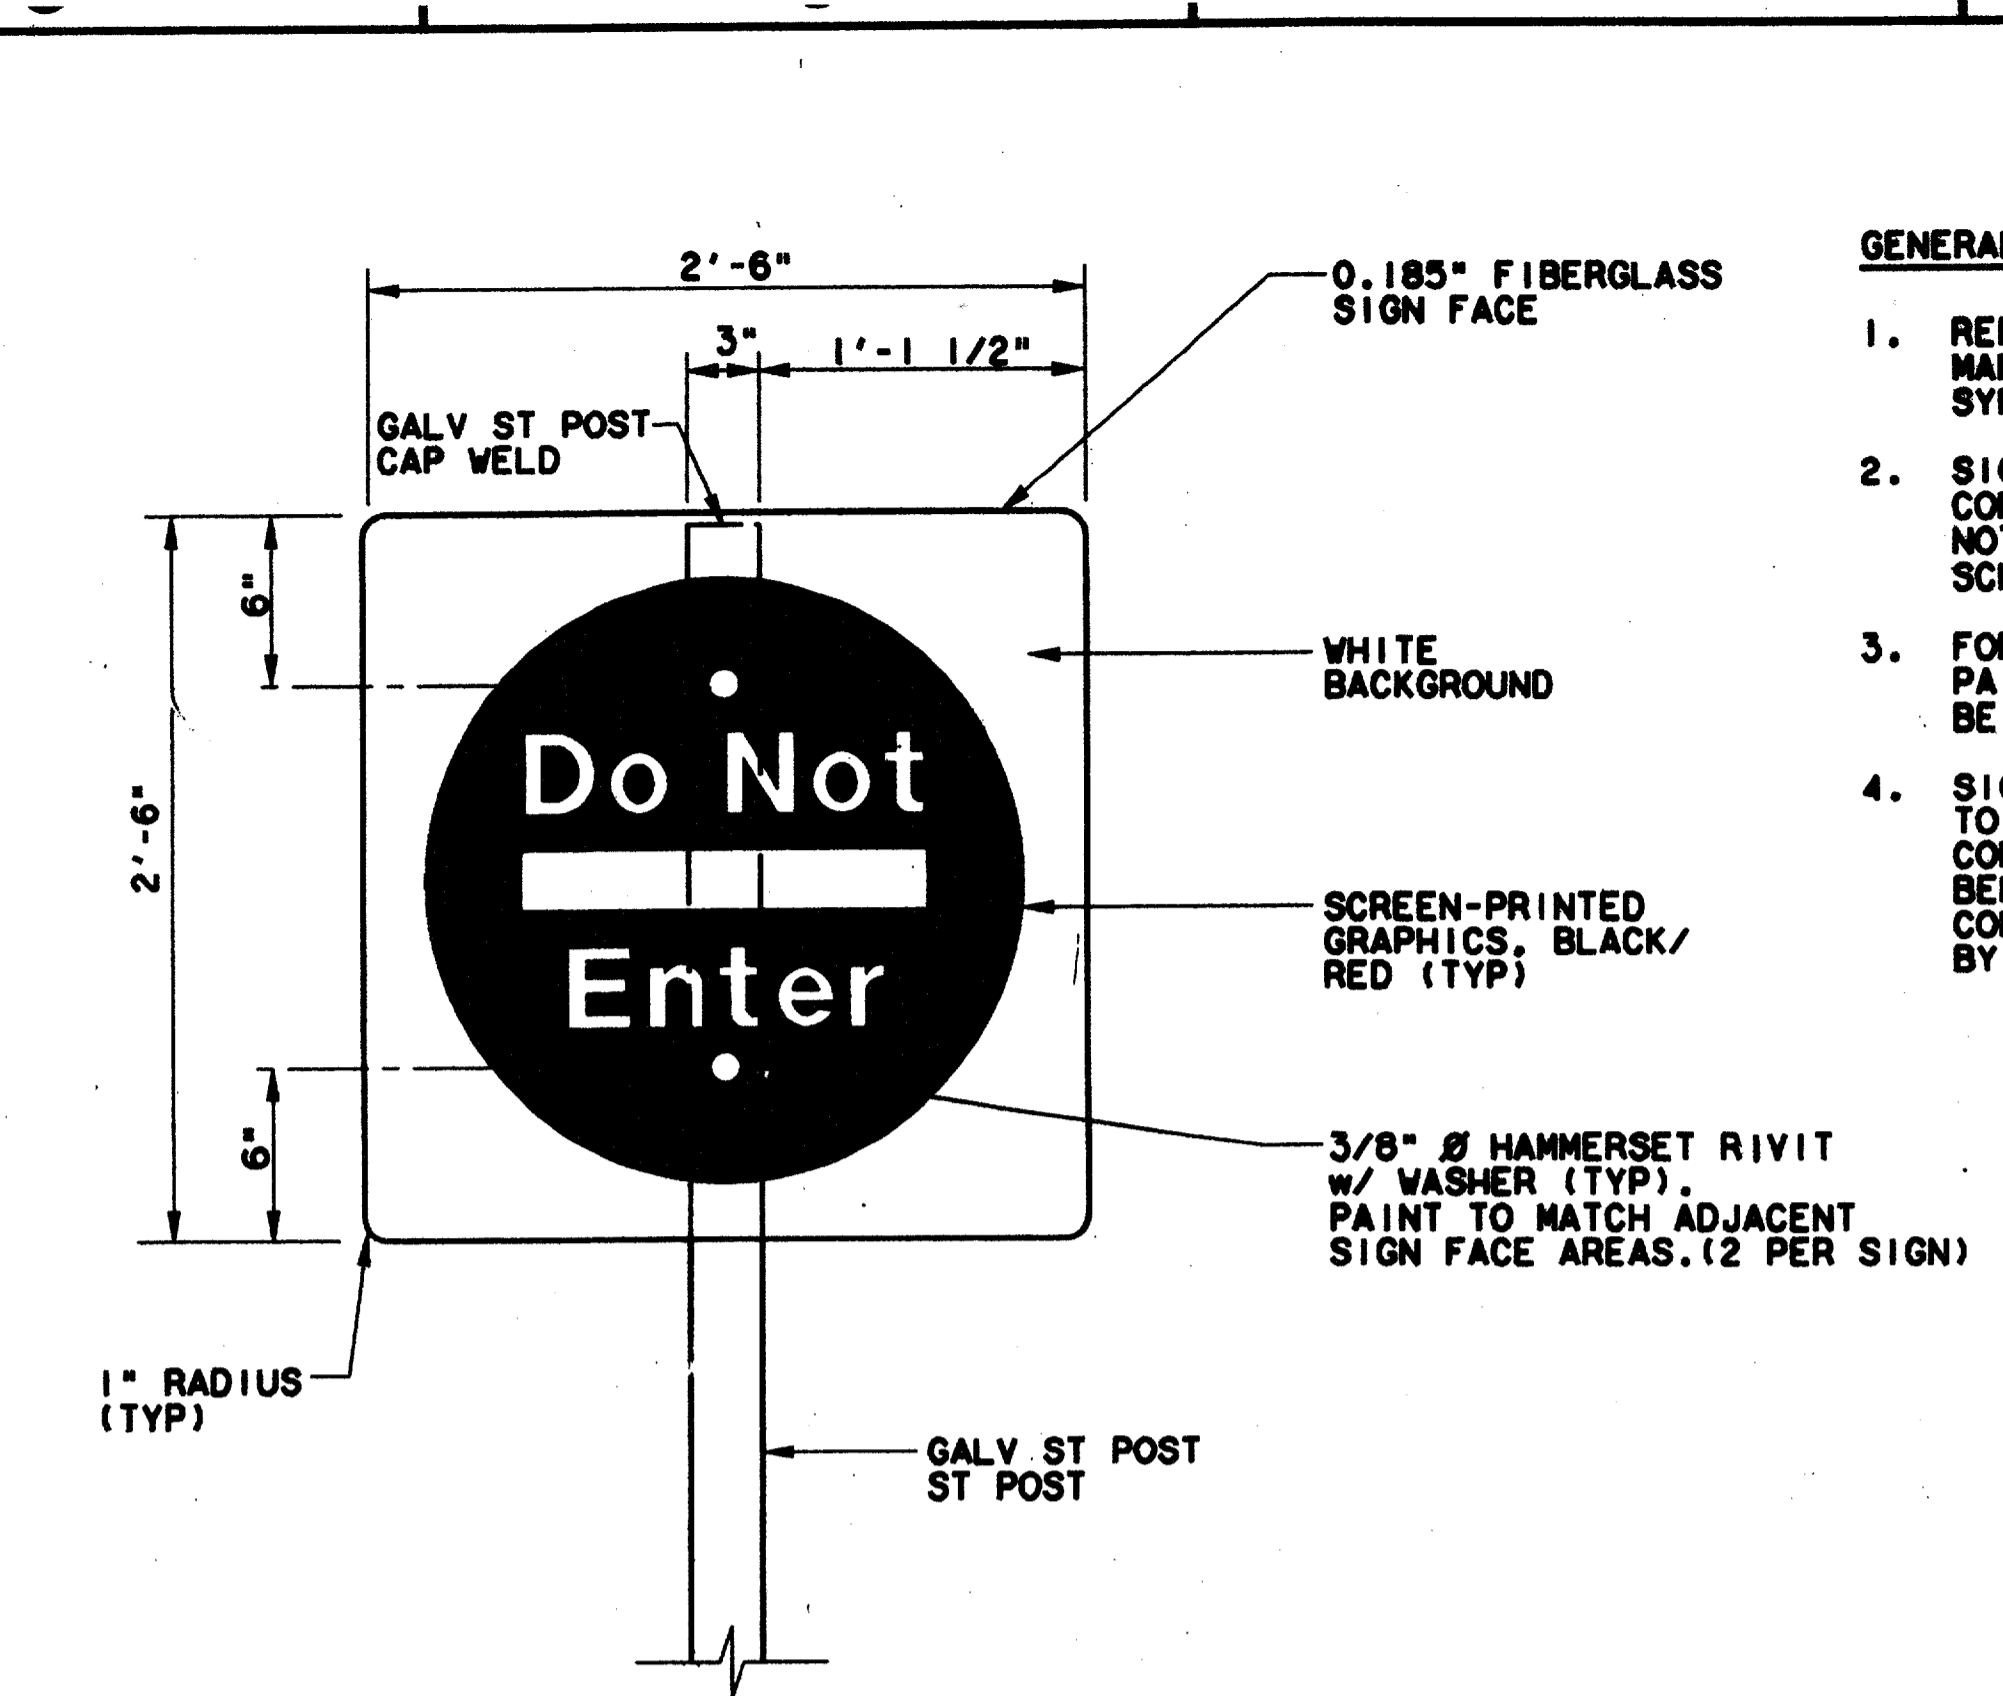 2'-6"
3"
1'-1 1/2"
0.185" FIBERGLASS
SIGN FACE
GALV ST POST
CAP WELD
6"
2'-6"
WHITE
BACKGROUND
Do Not
Enter
SCREEN-PRINTED
GRAPHICS, BLACK/
RED (TYP)
6"
3/8" Ø HAMMERSET RIVIT
w/ WASHER (TYP).
PAINT TO MATCH ADJACENT
SIGN FACE AREAS.(2 PER SIGN)
1" RADIUS
(TYP)
GALV ST POST
ST POST
1.
2.
3.
BE
4.
TO
BY